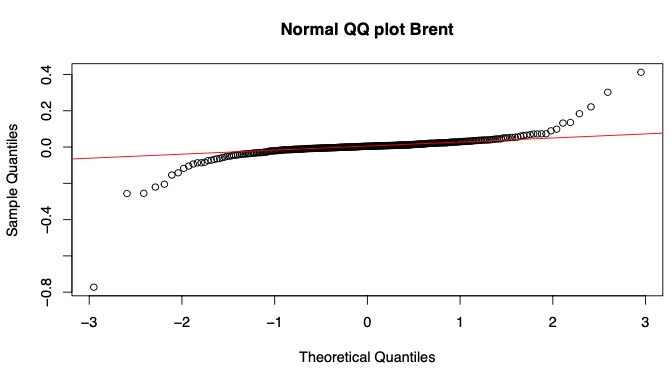 Normal QQ plot Brent
Sample Quantiles
0.4
0.2
0.0
−0.4
−0.8
−3 −2 −1 0 1 2 3
Theoretical Quantiles